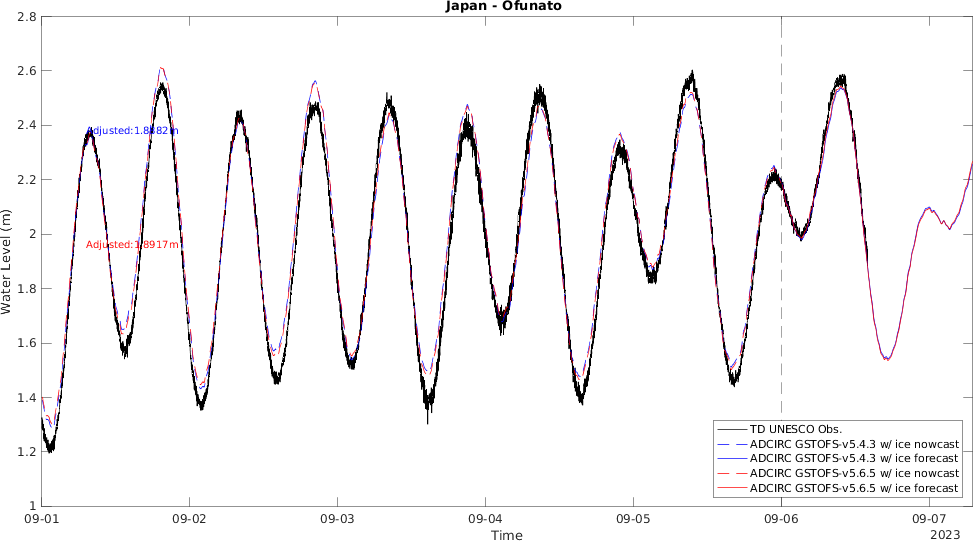 Japan - Ofunato
2.8
2.6
2.4
2.2
2
1.8
1.6
1.4
1.2
1
Water Level (m)
Adjusted:1.8882m
Adjusted:1.8917m
09-01
09-02
09-03
09-04
09-05
09-06
09-07
Time
2023
TD UNESCO Obs.
ADCIRC GSTOFS-v5.4.3 w/ ice nowcast
ADCIRC GSTOFS-v5.4.3 w/ ice forecast
ADCIRC GSTOFS-v5.6.5 w/ ice nowcast
ADCIRC GSTOFS-v5.6.5 w/ ice forecast